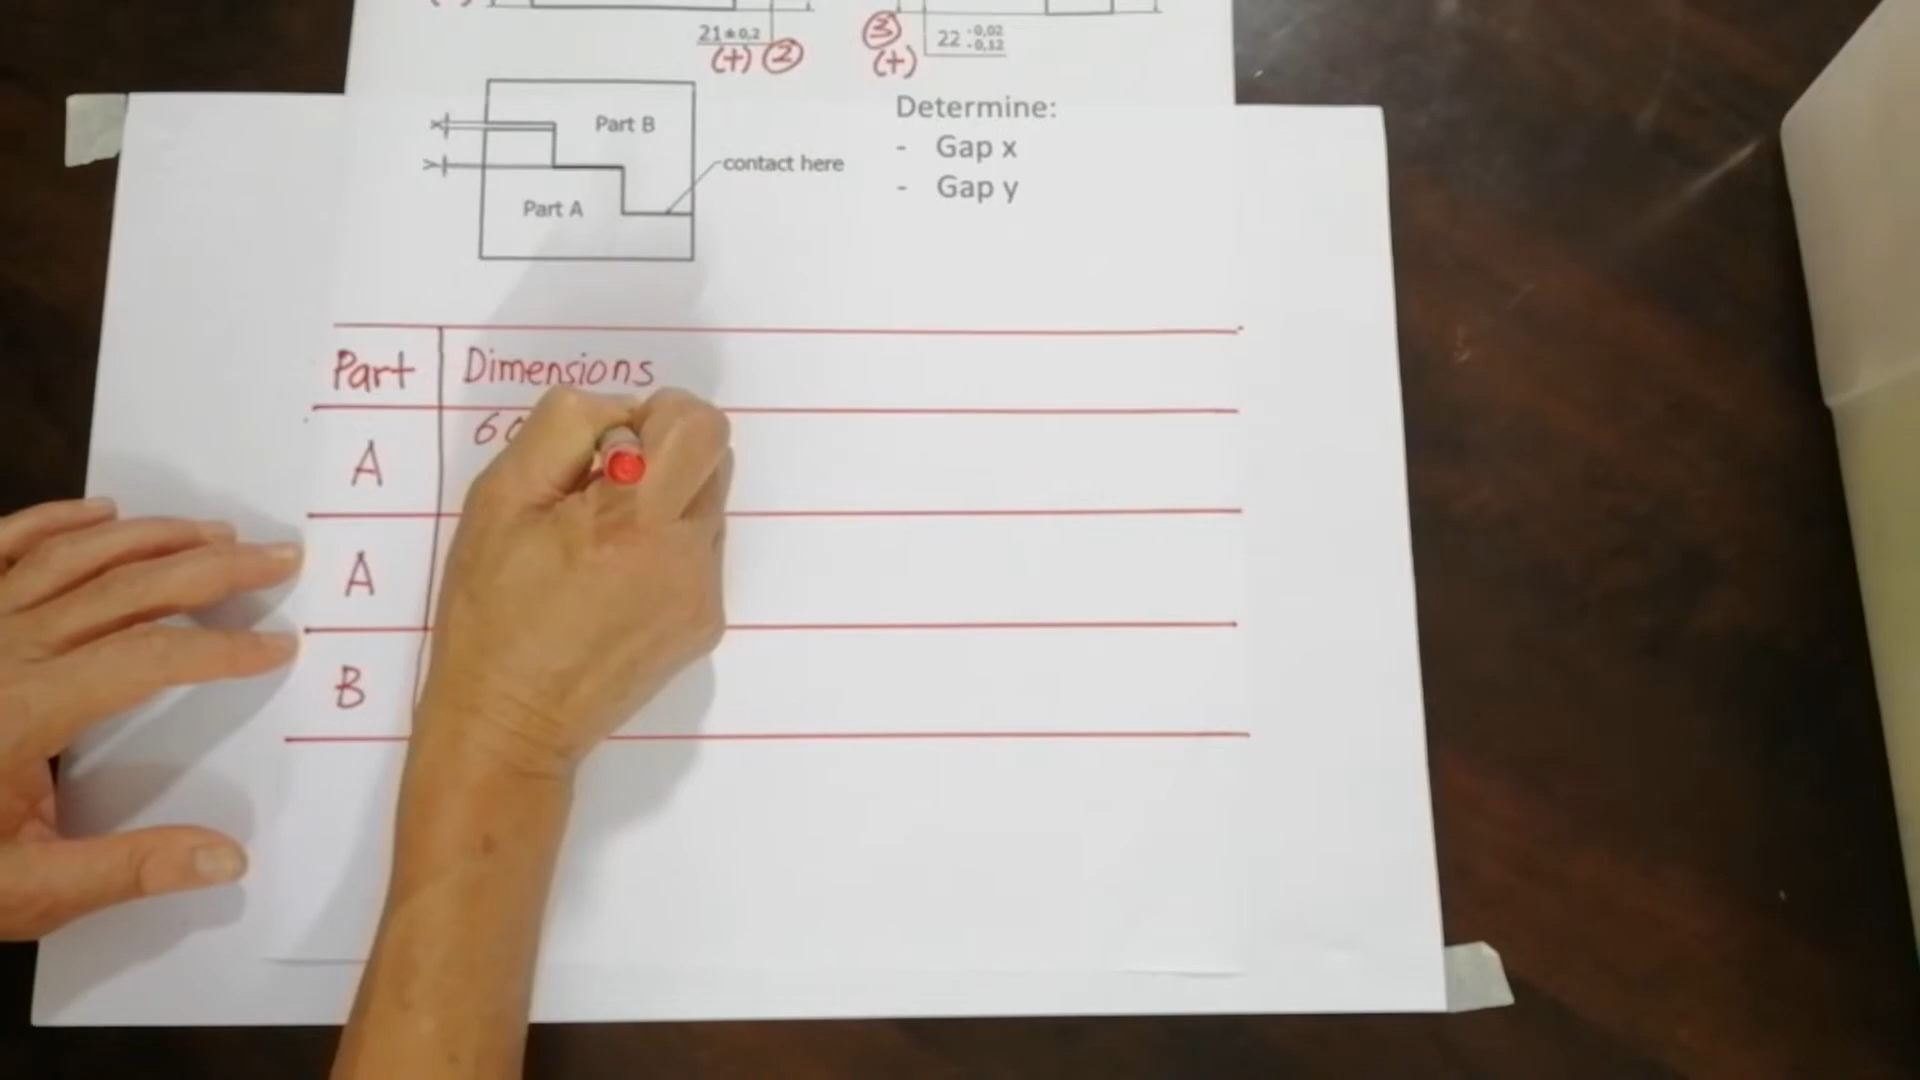 21±0,2
(+) 2
3
(+)
22 -0,02 -0,12
x
Part B
Determine:
- Gap x
- Gap y
contact here
Part A
Part Dimensions
A
A
B